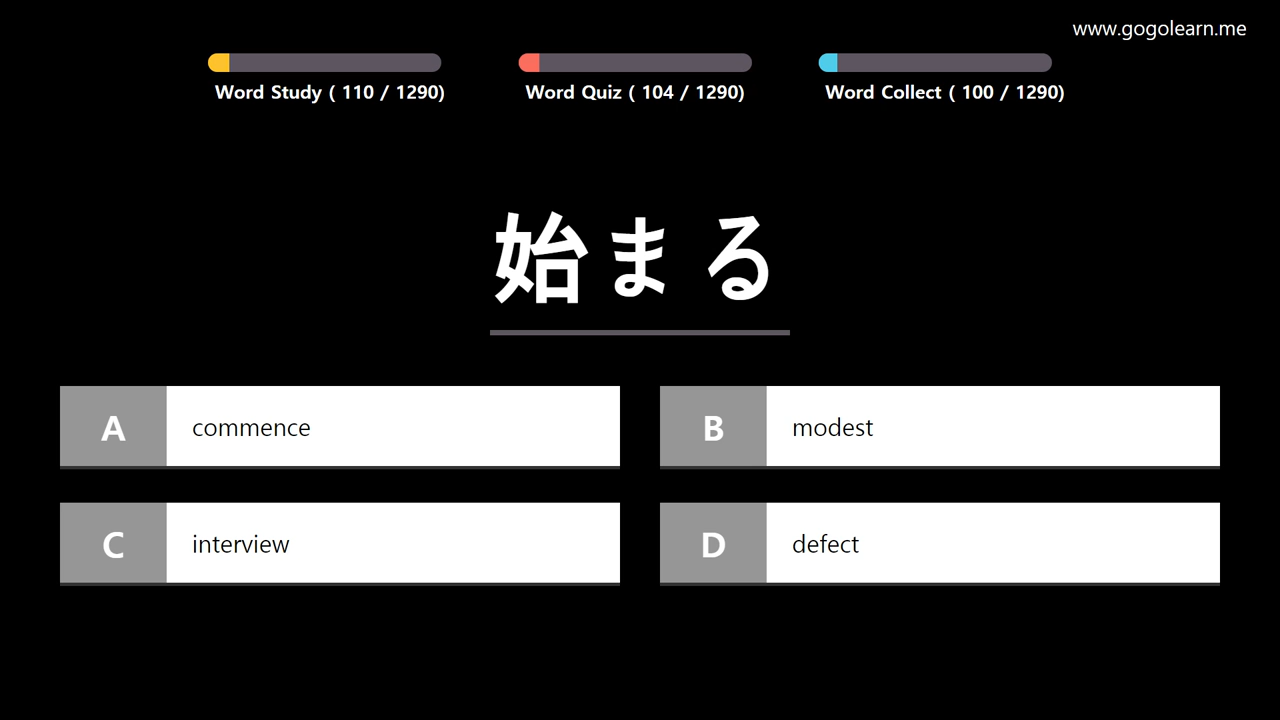 www.gogolearn.me
Word Study ( 110 / 1290)
Word Quiz ( 104 / 1290)
Word Collect ( 100 / 1290)
始まる
A commence
B modest
C interview
D defect